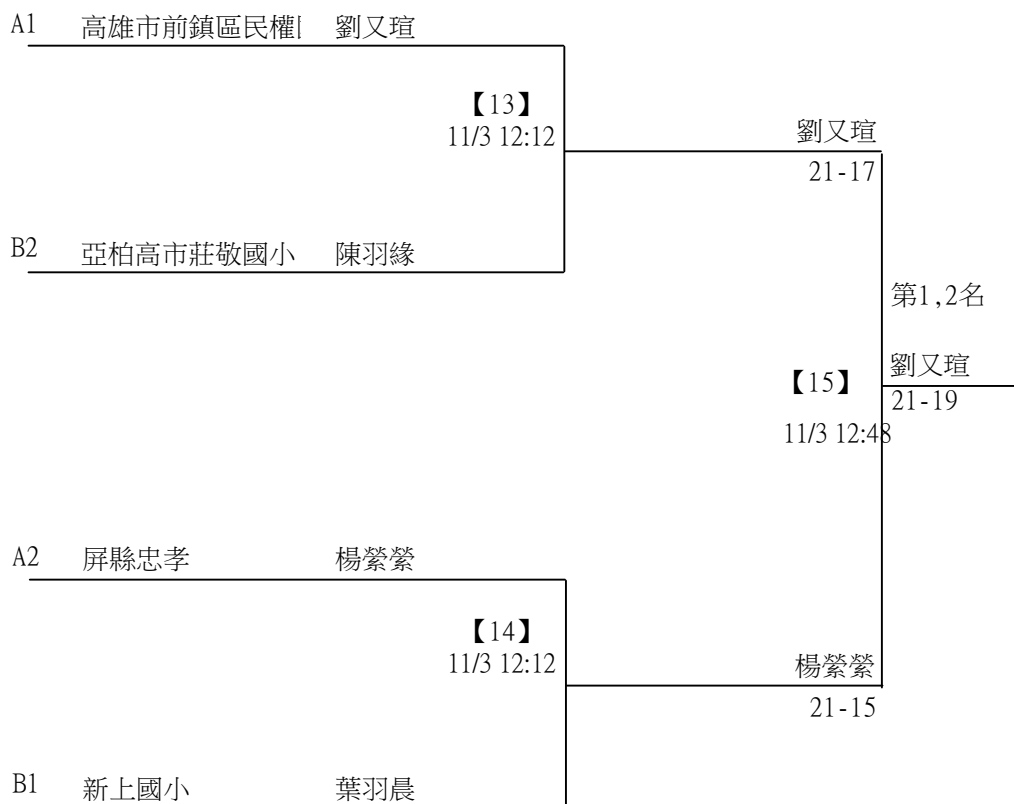 A1 高雄市前鎮區民權 劉又瑄
【13】
11/3 12:12
劉又瑄
21-17
B2 亞柏高市莊敬國小 陳羽緣
第1,2名
【15】
劉又瑄
21-19
11/3 12:48
A2 屏縣忠孝 楊縈縈
【14】
11/3 12:12
楊縈縈
21-15
B1 新上國小 葉羽晨